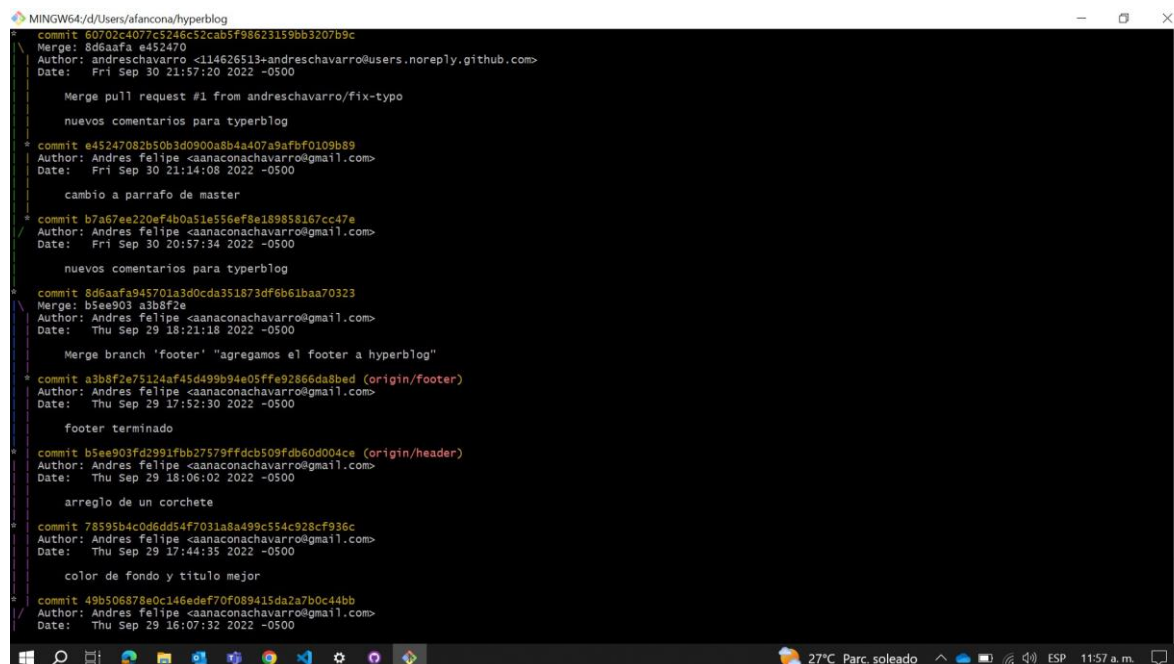 MINGW64:/d/Users/afancona/hyperblog
* commit 60702c4077c5246c52cab5f98623159bb3207b9c
|\ Merge: 8d6aafa e452470
| | Author: andreschavarro <114626513+andreschavarro@users.noreply.github.com>
| | Date: Fri Sep 30 21:57:20 2022 -0500
Merge pull request #1 from andreschavarro/fix-typo
nuevos comentarios para typerblog
| * commit e45247082b50b3d0900a8b4a407a9afbf0109b89
| | Author: Andres felipe <aanaconachavarro@gmail.com>
| | Date: Fri Sep 30 21:14:08 2022 -0500
cambio a parrafo de master
| * commit b7a67ee220ef4b0a51e556ef8e189858167cc47e
|/ Author: Andres felipe <aanaconachavarro@gmail.com>
| Date: Fri Sep 30 20:57:34 2022 -0500
nuevos comentarios para typerblog
* commit 8d6aafa945701a3d0cda351873df6b61baa70323
|\ Merge: b5ee903 a3b8f2e
| | Author: Andres felipe <aanaconachavarro@gmail.com>
| | Date: Thu Sep 29 18:21:18 2022 -0500
Merge branch 'footer' "agregamos el footer a hyperblog"
| * commit a3b8f2e75124af45d499b94e05ffe92866da8bed (origin/footer)
| | Author: Andres felipe <aanaconachavarro@gmail.com>
| | Date: Thu Sep 29 17:52:30 2022 -0500
footer terminado
* | commit b5ee903fd2991fbb27579ffdcb509fdb60d004ce (origin/header)
| | Author: Andres felipe <aanaconachavarro@gmail.com>
| | Date: Thu Sep 29 18:06:02 2022 -0500
arreglo de un corchete
* | commit 78595b4c0d6dd54f7031a8a499c554c928cf936c
| | Author: Andres felipe <aanaconachavarro@gmail.com>
| | Date: Thu Sep 29 17:44:35 2022 -0500
color de fondo y titulo mejor
* | commit 49b506878e0c146edef70f089415da2a7b0c44bb
|/ Author: Andres felipe <aanaconachavarro@gmail.com>
| Date: Thu Sep 29 16:07:32 2022 -0500
27°C Parc. soleado ESP 11:57 a. m.